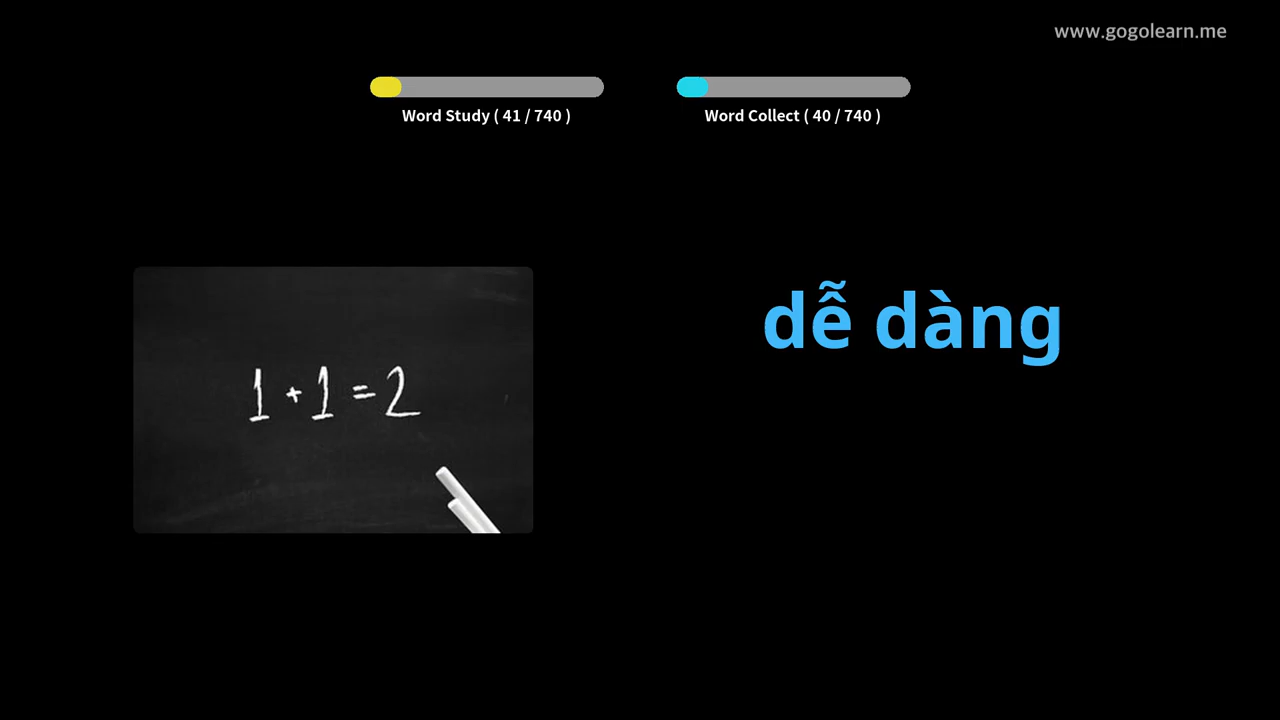 www.gogolearn.me
Word Study ( 41 / 740 )
Word Collect ( 40 / 740 )
dễ dàng
1 + 1 = 2